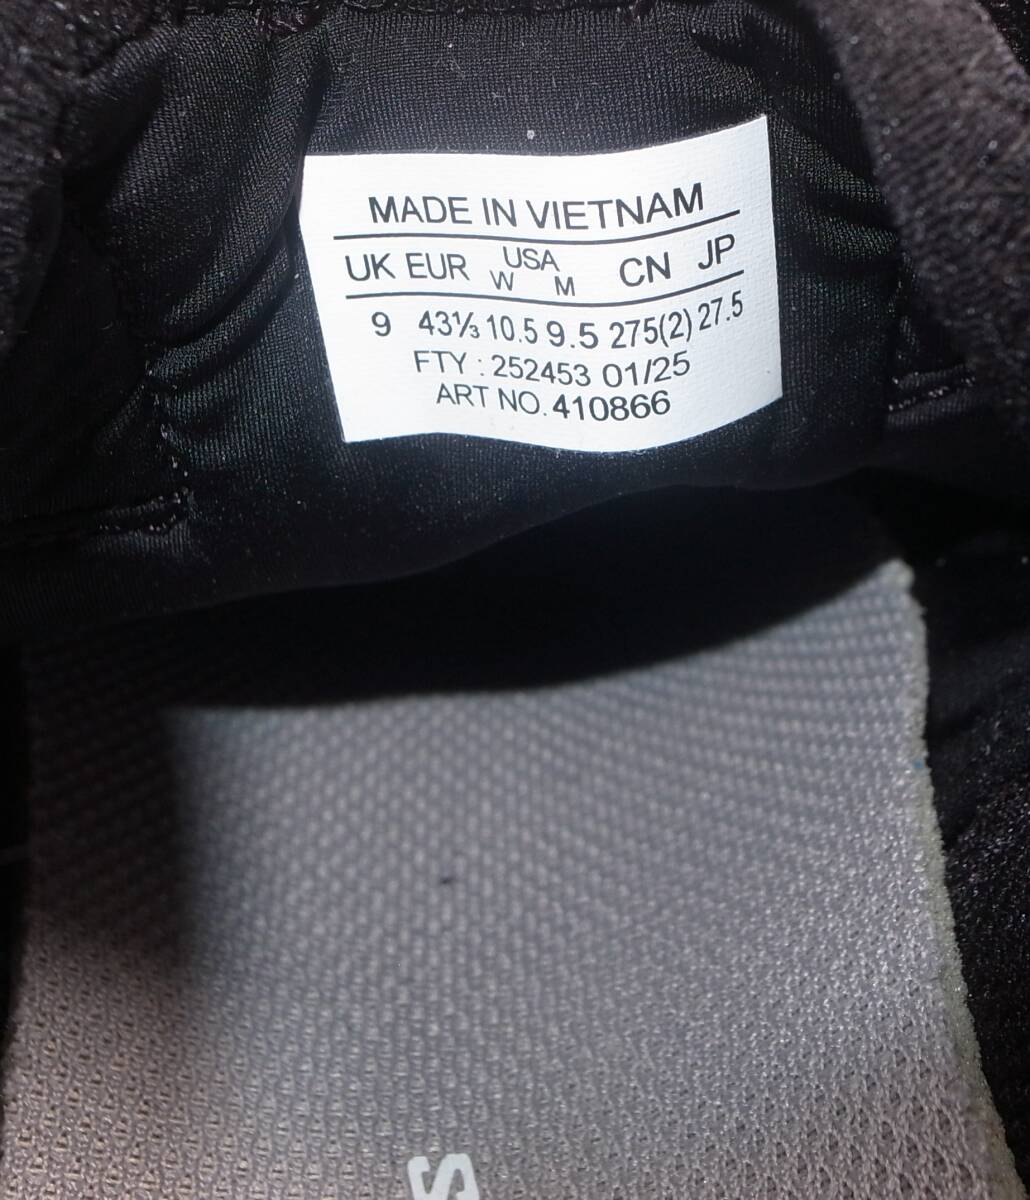 MADE IN VIETNAM
UK EUR USA CN JP
W M
9 43⅓ 10.5 9.5 275(2) 27.5
FTY : 252453 01/25
ART NO. 410866
S